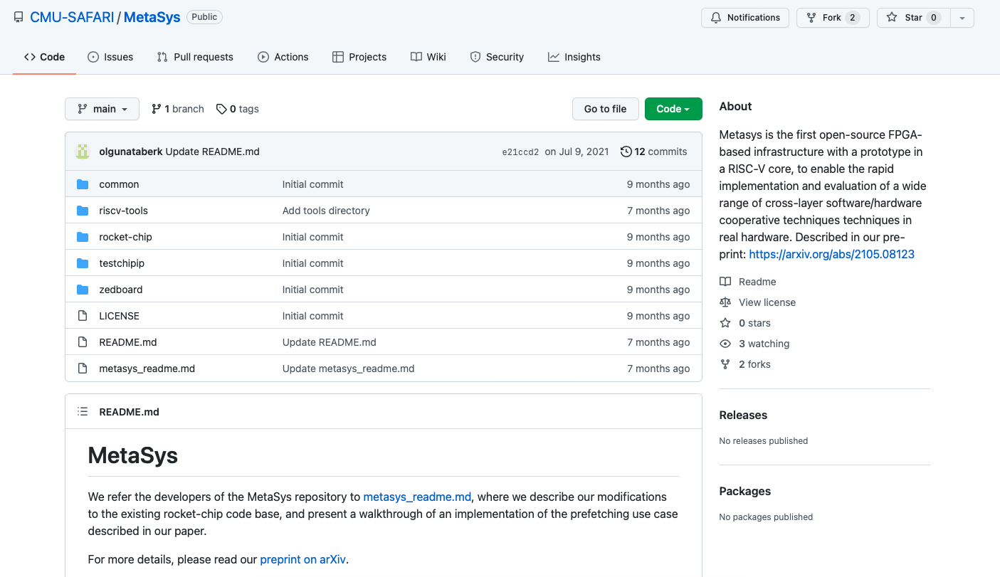 CMU-SAFARI / MetaSys Public
Notifications Fork 2 Star 0
Code Issues Pull requests Actions Projects Wiki Security Insights
main 1 branch 0 tags Go to file Code
olgunataberk Update README.md e21ccd2 on Jul 9, 2021 12 commits
common Initial commit 9 months ago
riscv-tools Add tools directory 7 months ago
rocket-chip Initial commit 9 months ago
testchipip Initial commit 9 months ago
zedboard Initial commit 9 months ago
LICENSE Initial commit 9 months ago
README.md Update README.md 7 months ago
metasys_readme.md Update metasys_readme.md 7 months ago
README.md
MetaSys
We refer the developers of the MetaSys repository to metasys_readme.md, where we describe our modifications
to the existing rocket-chip code base, and present a walkthrough of an implementation of the prefetching use case
described in our paper.
For more details, please read our preprint on arXiv.
About
Metasys is the first open-source FPGA-
based infrastructure with a prototype in
a RISC-V core, to enable the rapid
implementation and evaluation of a wide
range of cross-layer software/hardware
cooperative techniques techniques in
real hardware. Described in our pre-
print: https://arxiv.org/abs/2105.08123
Readme
View license
0 stars
3 watching
2 forks
Releases
No releases published
Packages
No packages published